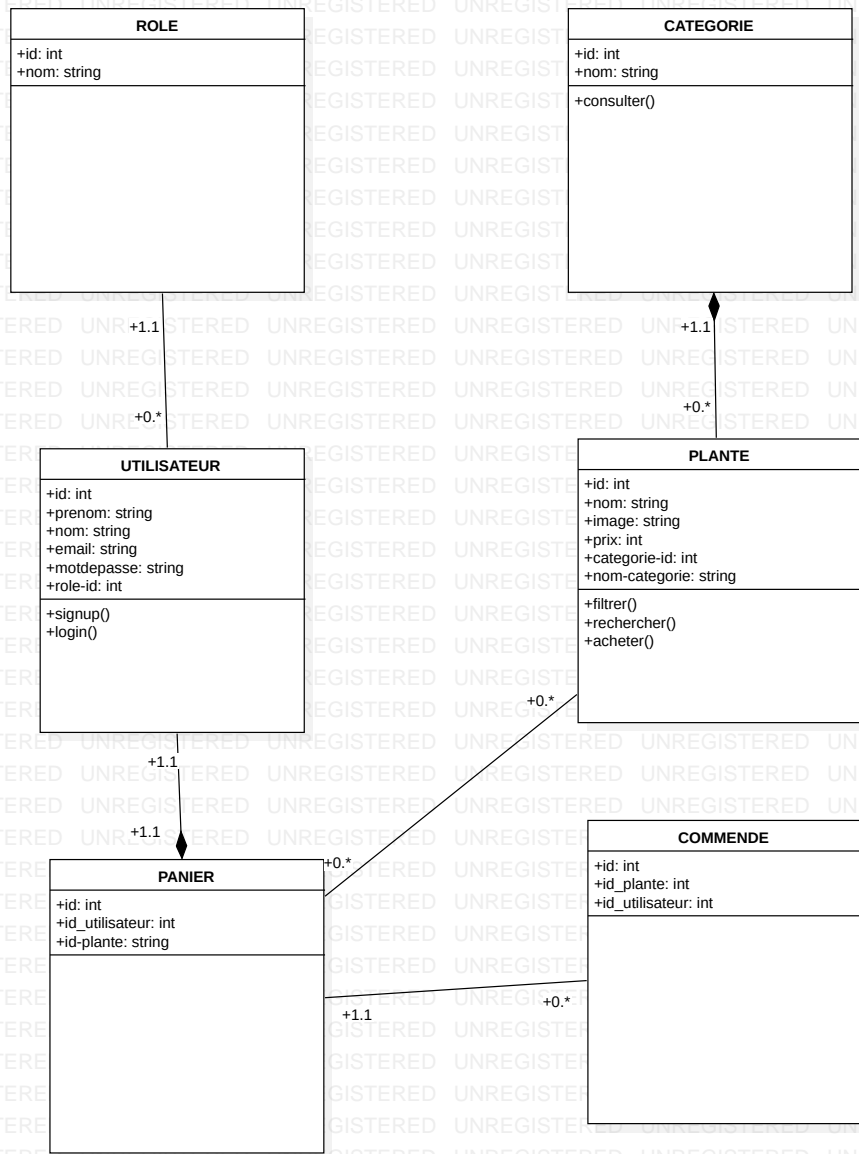 ROLE
+id: int
+nom: string
CATEGORIE
+id: int
+nom: string
+consulter()
+1.1
+0.*
+1.1
+0.*
UTILISATEUR
+id: int
+prenom: string
+nom: string
+email: string
+motdepasse: string
+role-id: int
+signup()
+login()
PLANTE
+id: int
+nom: string
+image: string
+prix: int
+categorie-id: int
+nom-categorie: string
+filtrer()
+rechercher()
+acheter()
+0.*
+1.1
+1.1
+0.*
PANIER
+id: int
+id_utilisateur: int
+id-plante: string
COMMENDE
+id: int
+id_plante: int
+id_utilisateur: int
+1.1
+0.*
UNREGISTERED